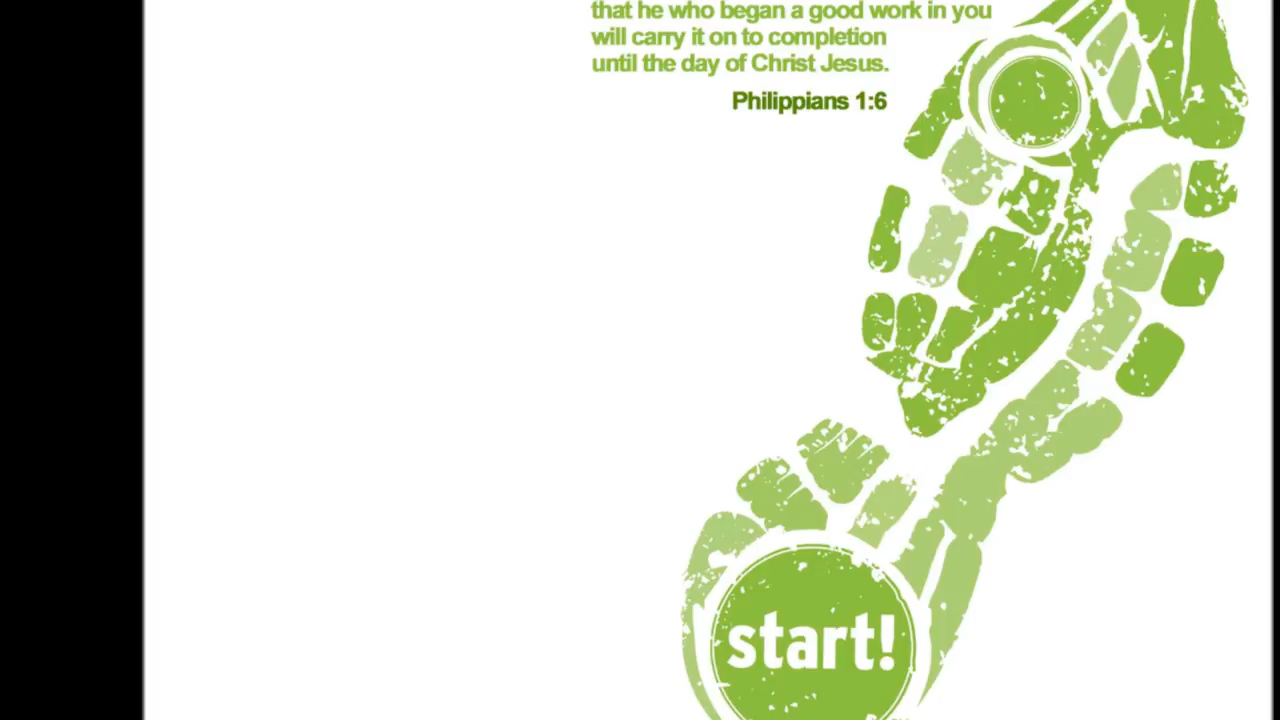 that he who began a good work in you
will carry it on to completion
until the day of Christ Jesus.
Philippians 1:6
start!